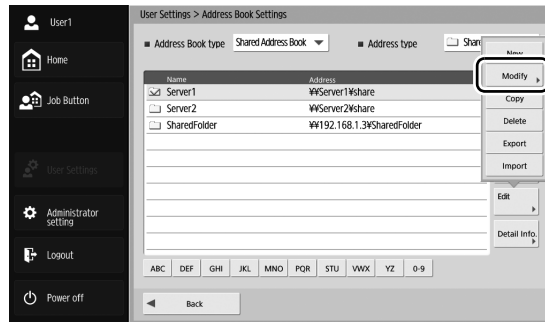 User1
Home
Job Button
User Settings
Administrator
setting
Logout
Power off
User Settings > Address Book Settings
■ Address Book type Shared Address Book ▼ ■ Address type
Name Address
Server1 ¥¥Server1¥share
Server2 ¥¥Server2¥share
SharedFolder ¥¥192.168.1.3¥SharedFolder
New
Modify
Copy
Delete
Export
Import
Edit
Detail Info.
ABC DEF GHI JKL MNO PQR STU VWX YZ 0-9
Back